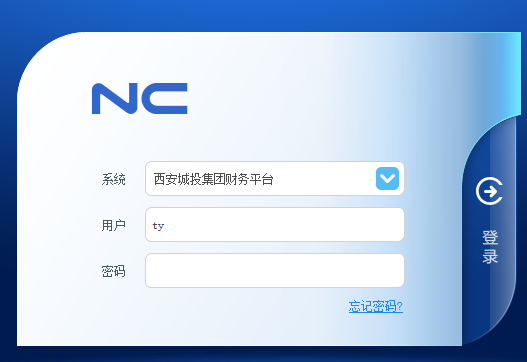 NC
系统 西安城投集团财务平台
用户 ty
密码
忘记密码?
登录